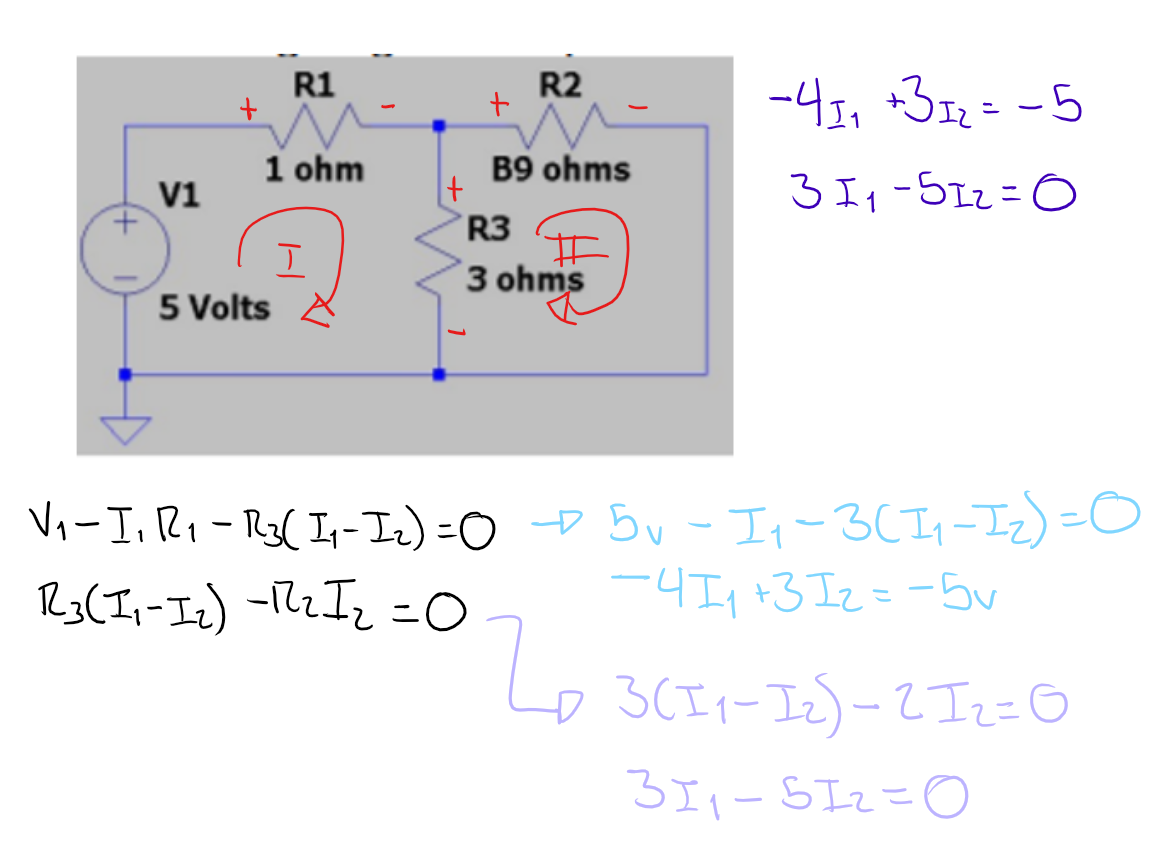 R1
1 ohm
+ -
V1
5 Volts
I
R2
B9 ohms
+ -
+
R3
3 ohms
-
II
-4I₁ +3I₂ = -5
3I₁ -5I₂ = 0
V₁ - I₁R₁ - R₃(I₁-I₂) = 0
5v - I₁ - 3(I₁-I₂) = 0
-4I₁ +3I₂ = -5v
R₃(I₁-I₂) -R₂I₂ = 0
3(I₁-I₂) - 2I₂ = 0
3I₁ - 5I₂ = 0